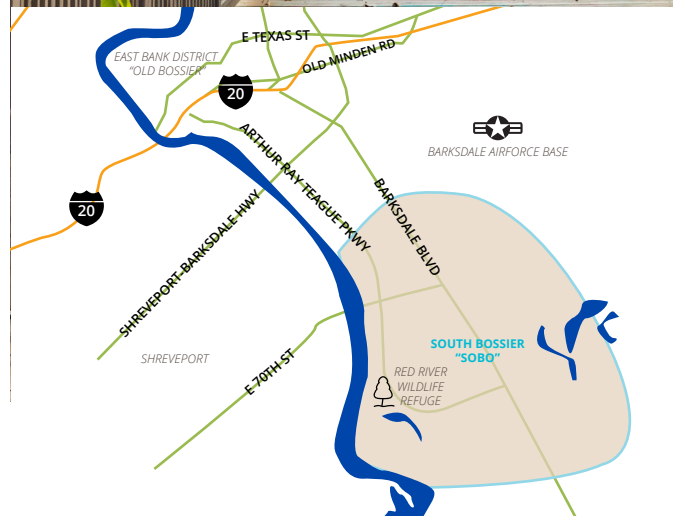 E TEXAS ST
OLD MINDEN RD
EAST BANK DISTRICT
“OLD BOSSIER”
20
ARTHUR RAY TEAGUE PKWY
BARKSDALE AIRFORCE BASE
20
BARKSDALE BLVD
SHREVEPORT-BARKSDALE HWY
SOUTH BOSSIER
“SOBO”
SHREVEPORT
E 70TH ST
RED RIVER
WILDLIFE
REFUGE